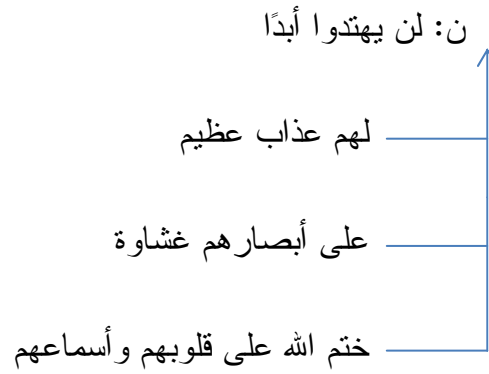 ن: لن يهتدوا أبدًا
لهم عذاب عظيم
على أبصارهم غشاوة
ختم الله على قلوبهم وأسماعهم